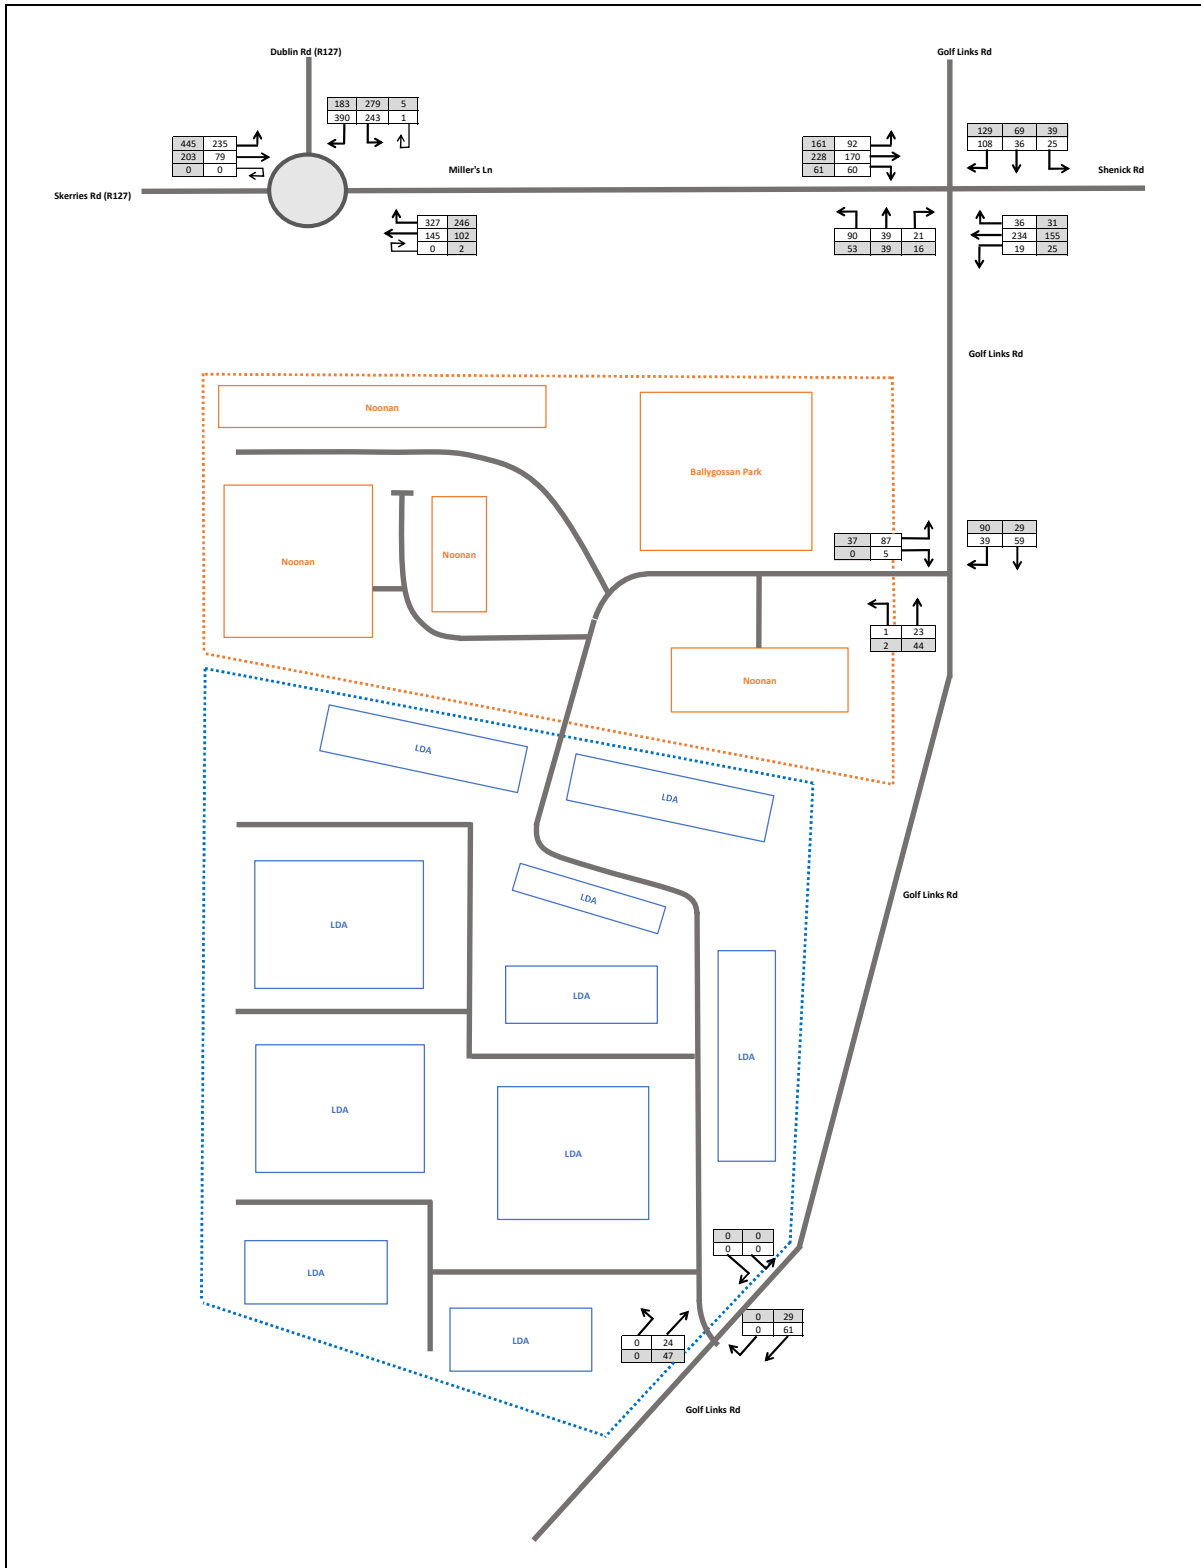 Dublin Rd (R127)
Golf Links Rd
183 279 5
390 243 1
445 235
203 79
0 0
161 92
228 170
61 60
129 69 39
108 36 25
Miller's Ln
Shenick Rd
Skerries Rd (R127)
327 246
145 102
0 2
90 39 21
53 39 16
36 31
234 155
19 25
Golf Links Rd
Noonan
Ballygossan Park
Noonan
Noonan
37 87
0 5
90 29
39 59
1 23
2 44
Noonan
LDA
LDA
LDA
Golf Links Rd
LDA
LDA
LDA
LDA
LDA
0 0
0 0
LDA
LDA
0 24
0 47
0 29
0 61
Golf Links Rd